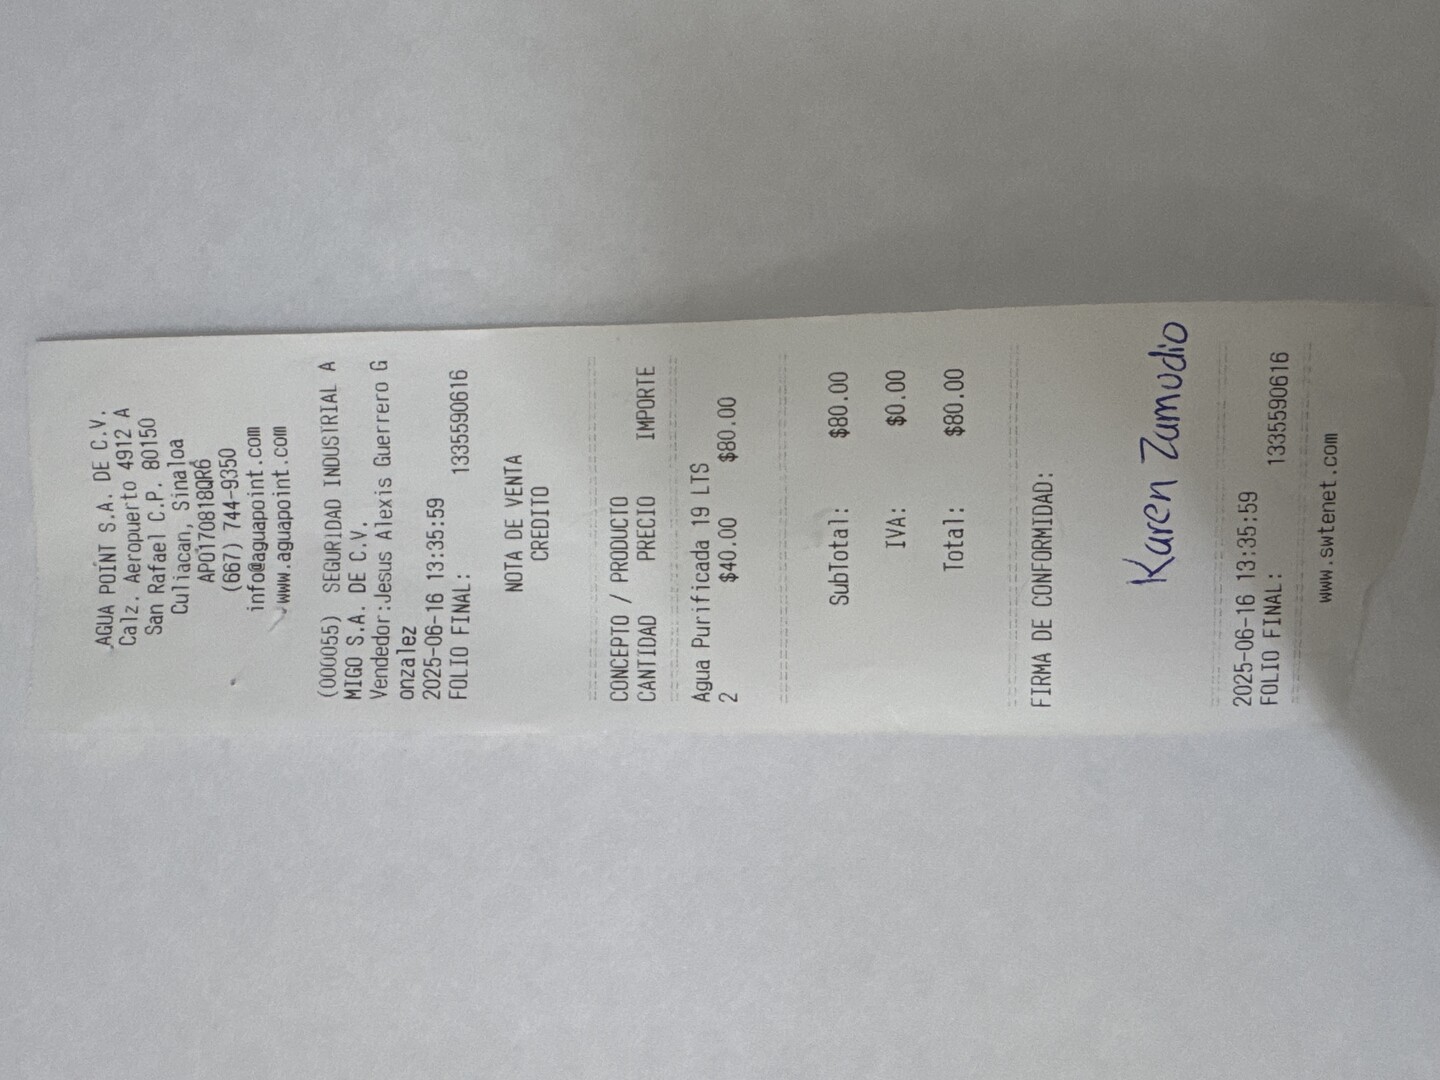 AGUA POINT S.A. DE C.V.
Calz. Aeropuerto 4912 A
San Rafael C.P. 80150
Culiacan, Sinaloa
APO170818QR6
(667) 744-9350
info@aguapoint.com
www.aguapoint.com
(000055) SEGURIDAD INDUSTRIAL A
MIGO S.A. DE C.V.
Vendedor:Jesus Alexis Guerrero G
onzalez
2025-06-16 13:35:59
FOLIO FINAL: 1335590616
NOTA DE VENTA
CREDITO
CONCEPTO / PRODUCTO
CANTIDAD PRECIO IMPORTE
Agua Purificada 19 LTS
2 $40.00 $80.00
SubTotal: $80.00
IVA: $0.00
Total: $80.00
FIRMA DE CONFORMIDAD:
Karen Zamudio
2025-06-16 13:35:59
FOLIO FINAL: 1335590616
www.swtenet.com